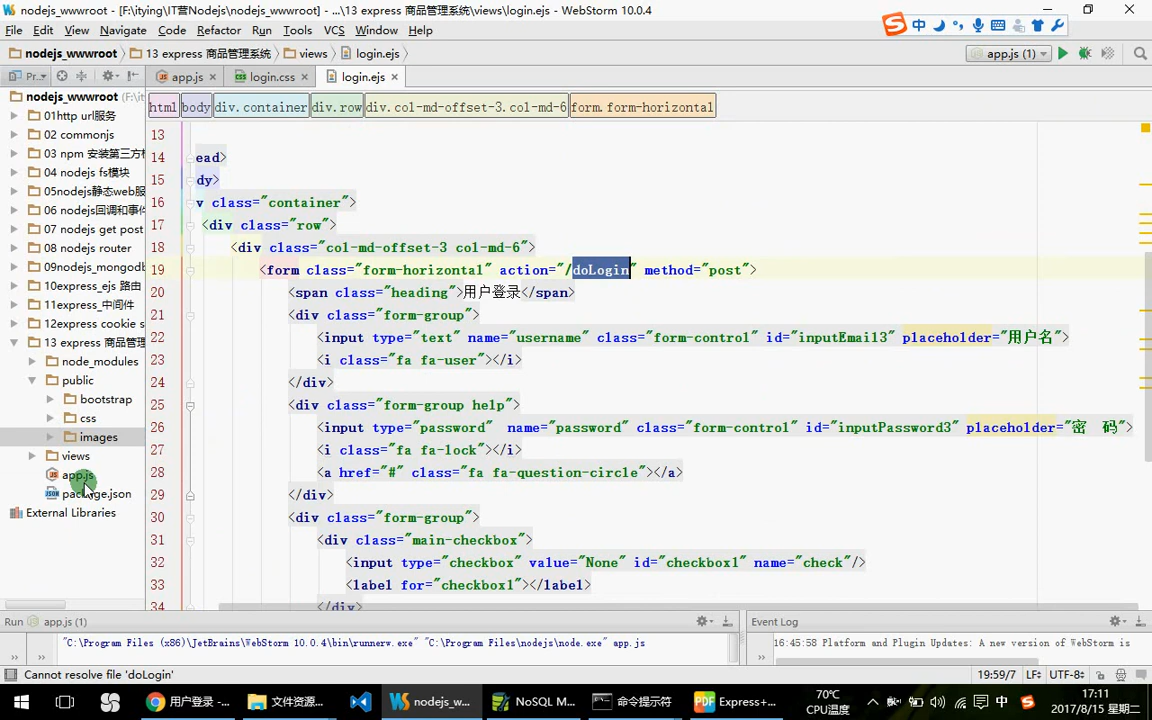 nodejs_wwwroot - [F:\itying\IT营Nodejs\nodejs_wwwroot] - ...\13 express 商品管理系统\views\login.ejs - WebStorm 10.0.4
File Edit View Navigate Code Refactor Run Tools VCS Window Help
中
nodejs_wwwroot 13 express 商品管理系统 views login.ejs app.js (1)
Pr... app.js login.css login.ejs
nodejs_wwwroot (F:\it
html body div.container div.row div.col-md-offset-3.col-md-6 form.form-horizontal
01http url服务
02 commonjs
03 npm 安装第三方模
04 nodejs fs模块
05nodejs静态web服
06 nodejs回调和事件
07 nodejs get post
08 nodejs router
09nodejs_mongodb
10express_ejs 路由
11express_中间件
12express cookie s
13 express 商品管理
node_modules
public
bootstrap
css
images
views
app.js
package.json
External Libraries
13
14 ead>
15 dy>
16 v class="container">
17 <div class="row">
18 <div class="col-md-offset-3 col-md-6">
19 <form class="form-horizontal" action="/doLogin" method="post">
20 <span class="heading">用户登录</span>
21 <div class="form-group">
22 <input type="text" name="username" class="form-control" id="inputEmail3" placeholder="用户名">
23 <i class="fa fa-user"></i>
24 </div>
25 <div class="form-group help">
26 <input type="password" name="password" class="form-control" id="inputPassword3" placeholder="密 码">
27 <i class="fa fa-lock"></i>
28 <a href="#" class="fa fa-question-circle"></a>
29 </div>
30 <div class="form-group">
31 <div class="main-checkbox">
32 <input type="checkbox" value="None" id="checkbox1" name="check"/>
33 <label for="checkbox1"></label>
34 </div>
Run app.js (1) Event Log
"C:\Program Files (x86)\JetBrains\WebStorm 10.0.4\bin\runnerw.exe" "C:\Program Files\nodejs\node.exe" app.js
16:45:58 Platform and Plugin Updates: A new version of WebStorm is
Cannot resolve file 'doLogin' 19:59/7 LF UTF-8
用户登录 -... 文件资源... nodejs_w... NoSQL M... 命令提示符 Express+... 70℃ CPU温度 中 17:11 2017/8/15 星期二